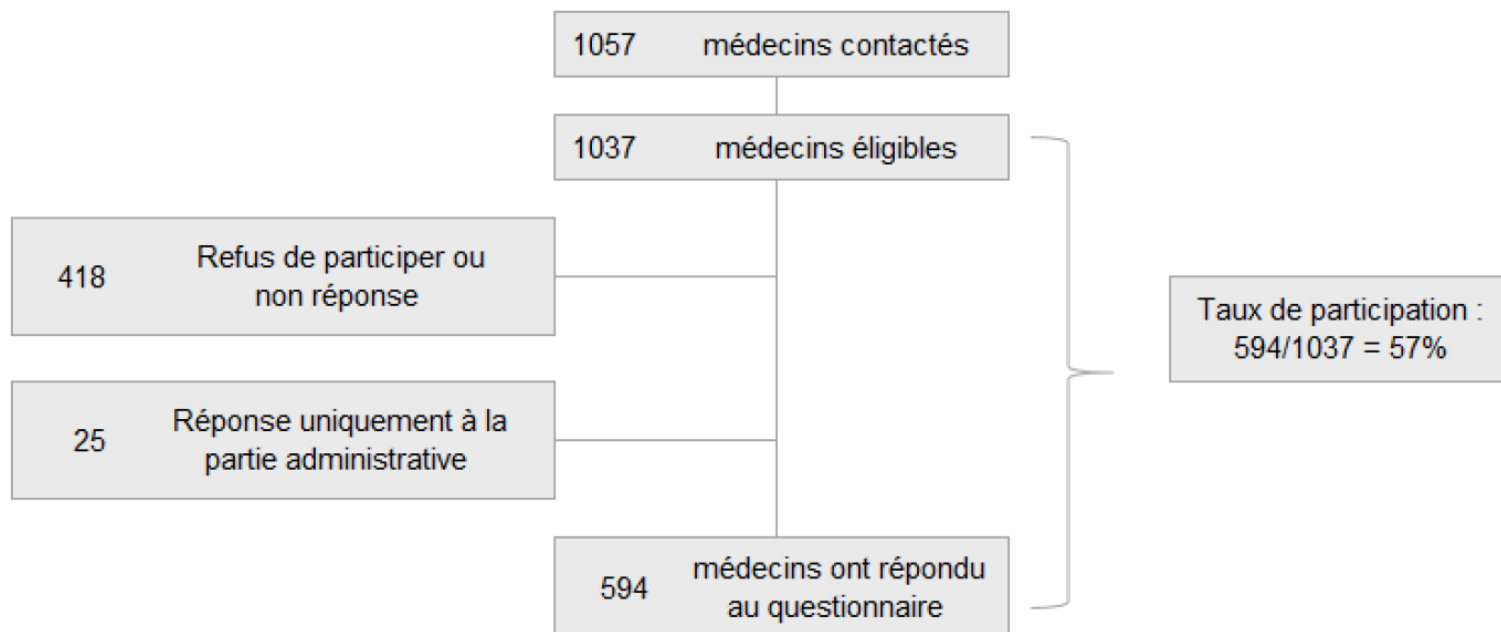 1057 médecins contactés
1037 médecins éligibles
418 Refus de participer ou
non réponse
Taux de participation :
594/1037 = 57%
25 Réponse uniquement à la
partie administrative
594 médecins ont répondu
au questionnaire